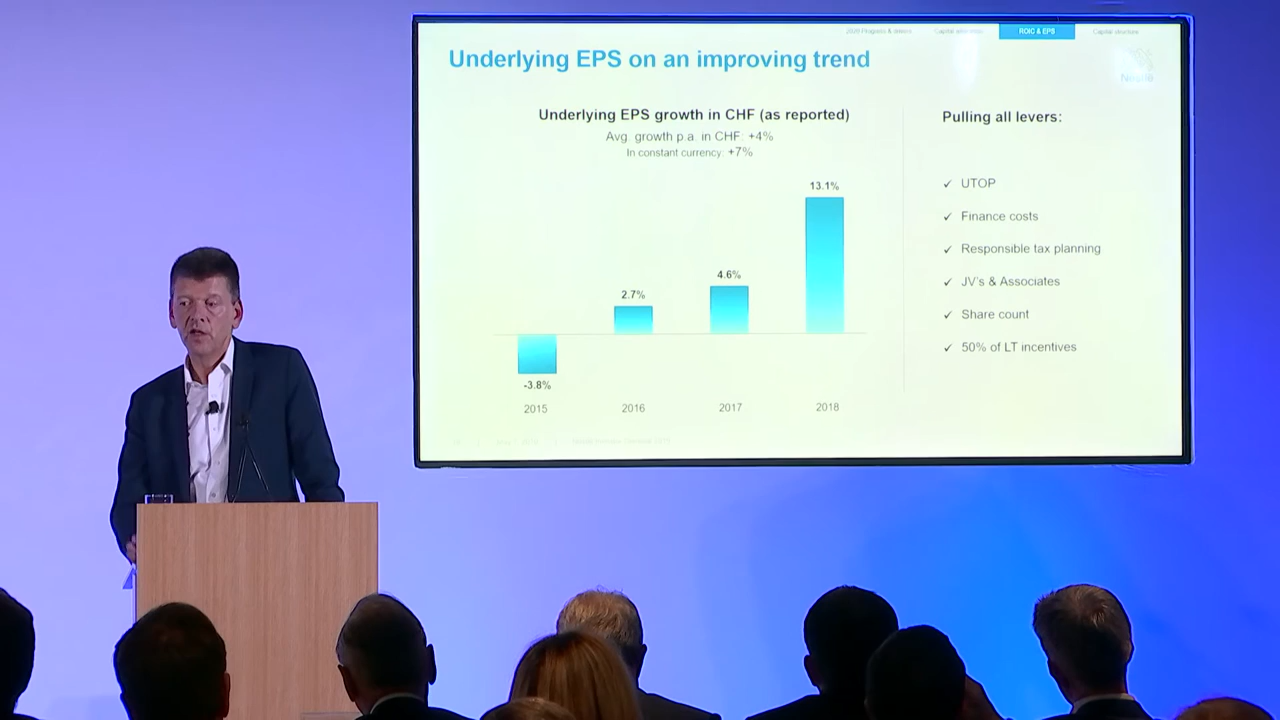 ROIC & EPS
Capital structure
Underlying EPS on an improving trend
Underlying EPS growth in CHF (as reported)
Avg. growth p.a. in CHF: +4%
In constant currency: +7%
13.1%
4.6%
2.7%
-3.8%
2015 2016 2017 2018
Pulling all levers:
✓ UTOP
✓ Finance costs
✓ Responsible tax planning
✓ JV's & Associates
✓ Share count
✓ 50% of LT incentives